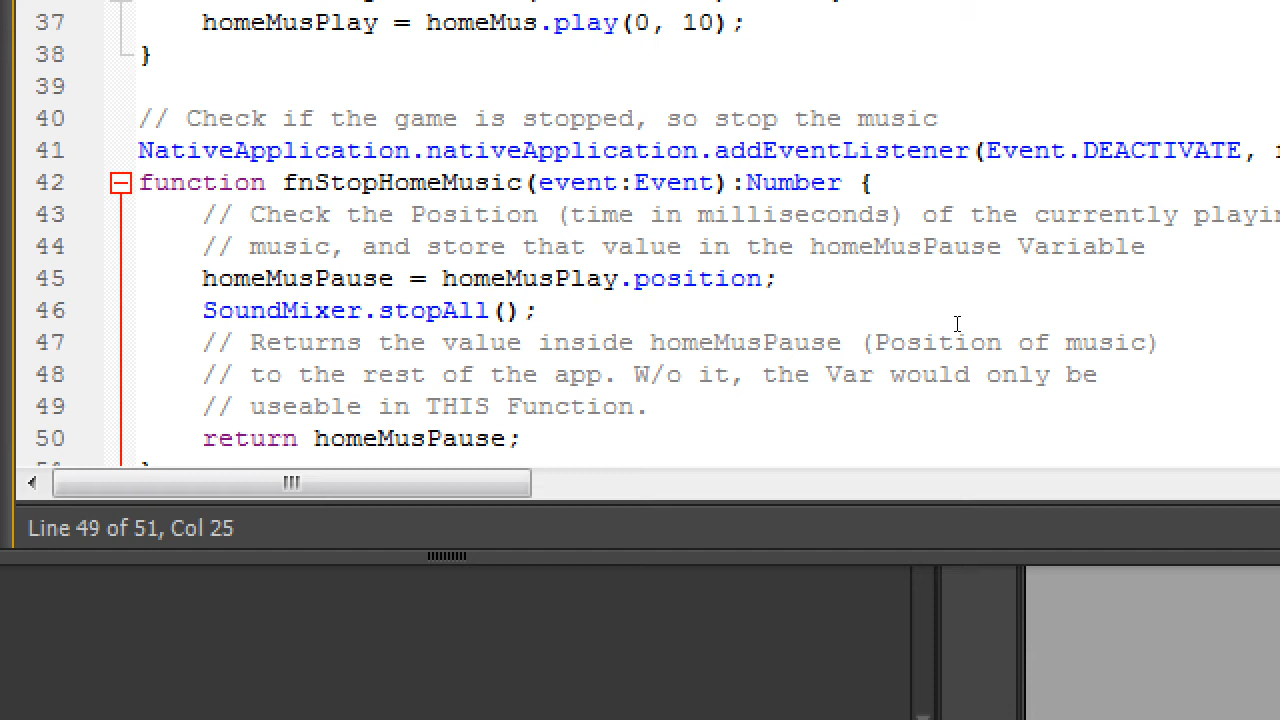 37 homeMusPlay = homeMus.play(0, 10);
38 }
39
40 // Check if the game is stopped, so stop the music
41 NativeApplication.nativeApplication.addEventListener(Event.DEACTIVATE,
42 function fnStopHomeMusic(event:Event):Number {
43 // Check the Position (time in milliseconds) of the currently playin
44 // music, and store that value in the homeMusPause Variable
45 homeMusPause = homeMusPlay.position;
46 SoundMixer.stopAll();
47 // Returns the value inside homeMusPause (Position of music)
48 // to the rest of the app. W/o it, the Var would only be
49 // useable in THIS Function.
50 return homeMusPause;
Line 49 of 51, Col 25